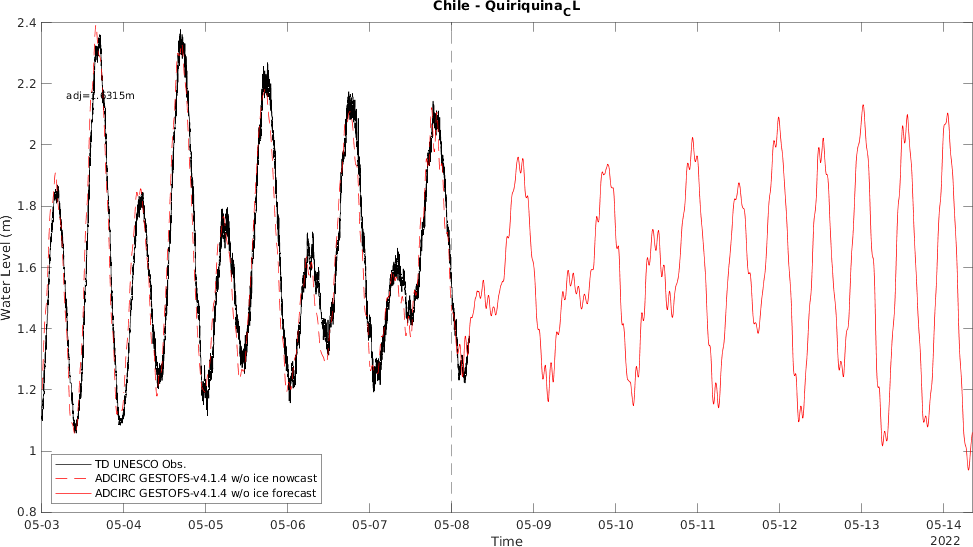 Chile - Quiriquina_CL
2.4
2.2
2
1.8
1.6
1.4
1.2
1
0.8
Water Level (m)
adj=1.6315m
TD UNESCO Obs.
ADCIRC GESTOFS-v4.1.4 w/o ice nowcast
ADCIRC GESTOFS-v4.1.4 w/o ice forecast
05-03 05-04 05-05 05-06 05-07 05-08 05-09 05-10 05-11 05-12 05-13 05-14
Time
2022